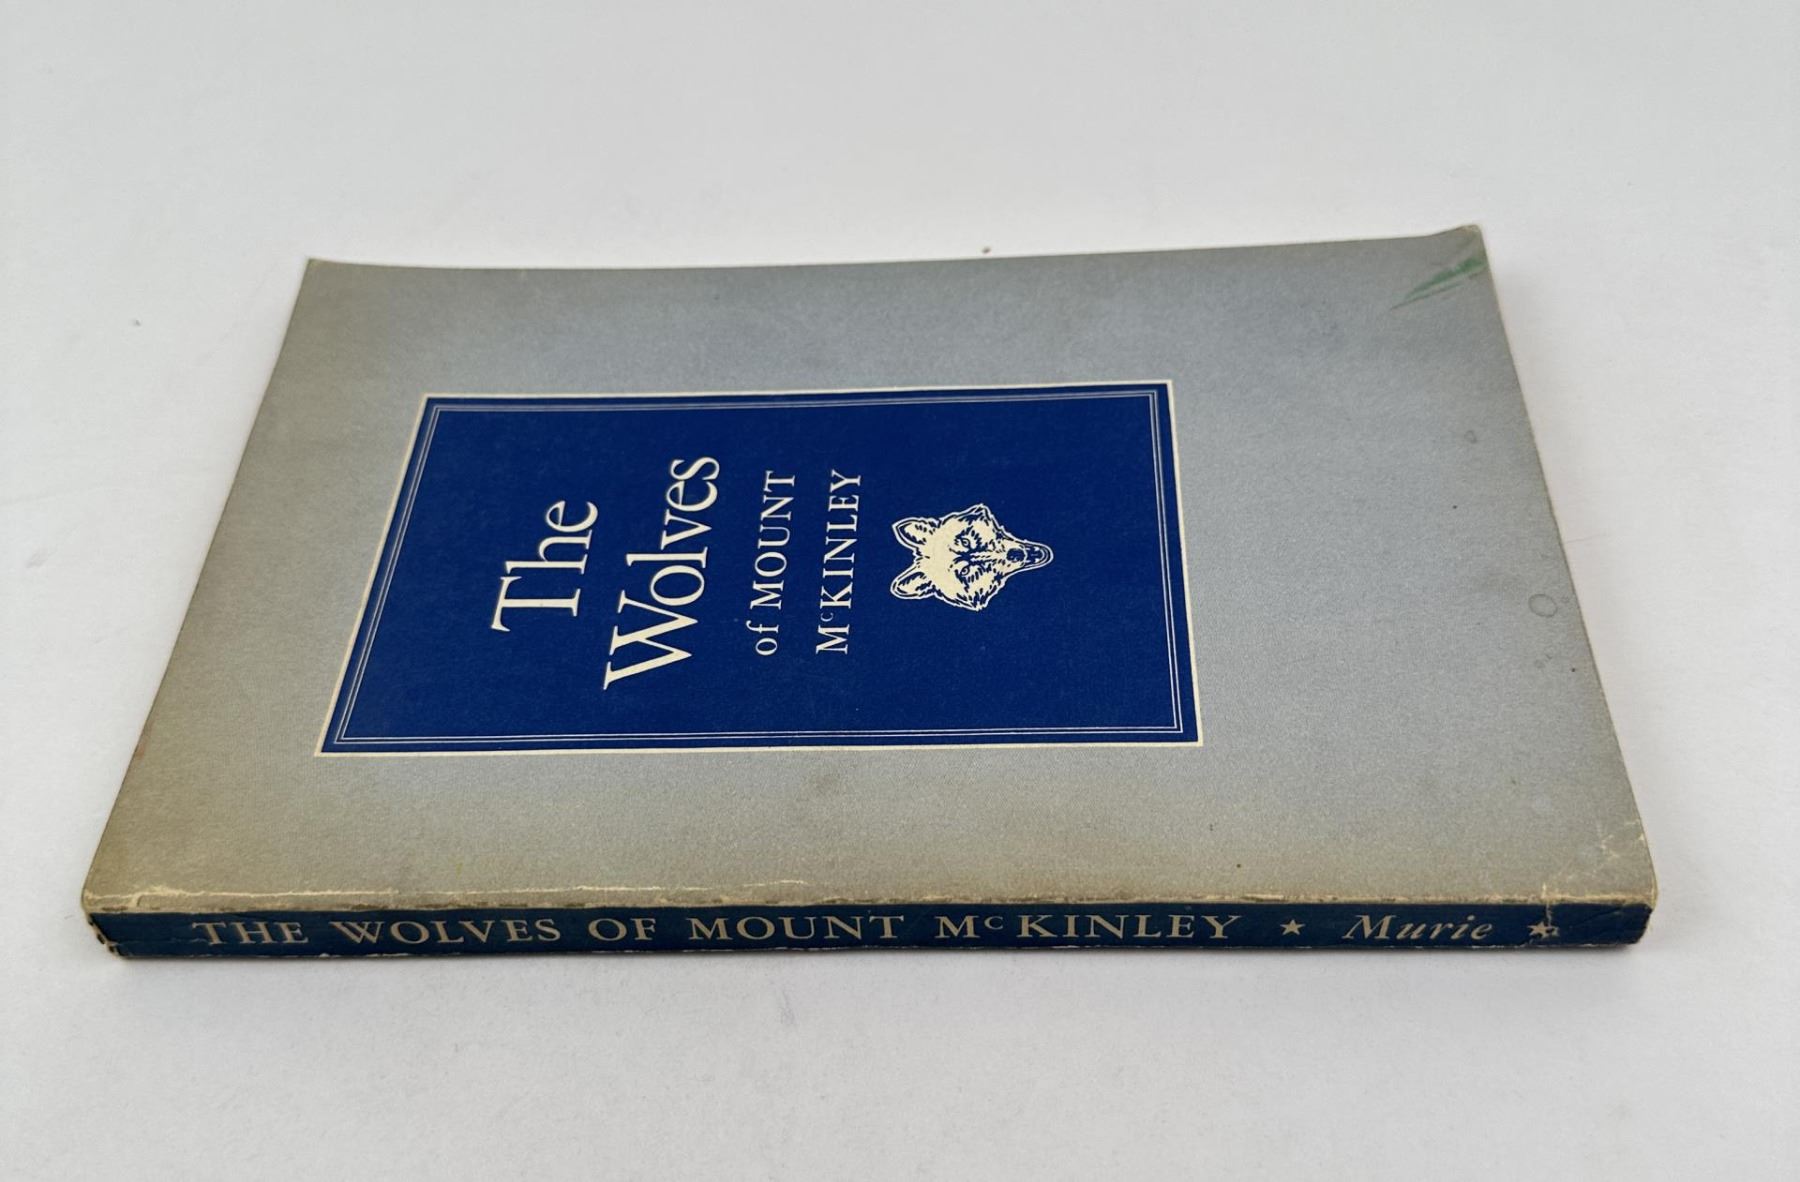 The
Wolves
of MOUNT
McKINLEY
THE WOLVES OF MOUNT McKINLEY ★ Murie ★